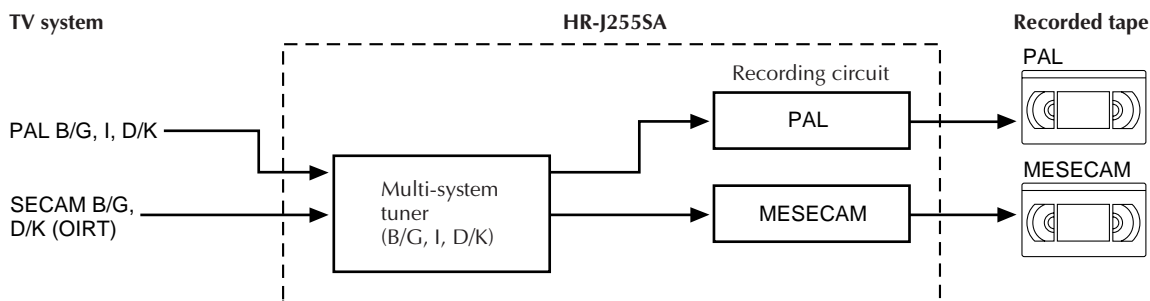 TV system
HR-J255SA
Recorded tape
PAL
Recording circuit
PAL
PAL B/G, I, D/K
MESECAM
Multi-system
tuner
(B/G, I, D/K)
SECAM B/G,
D/K (OIRT)
MESECAM